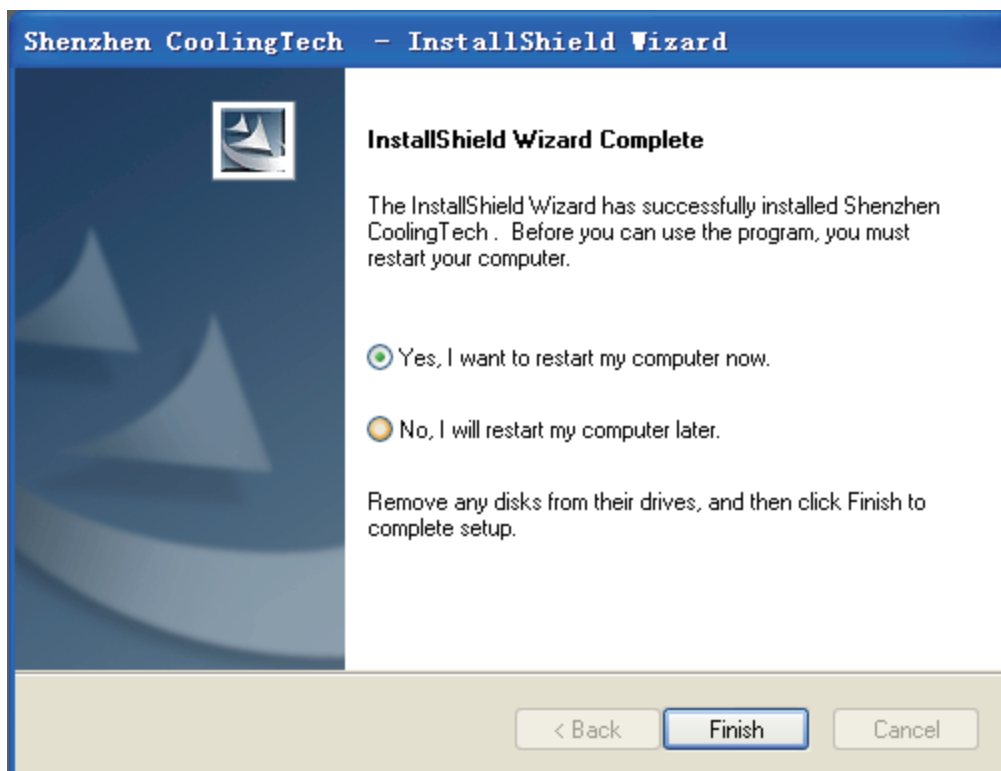 Shenzhen CoolingTech - InstallShield Wizard
InstallShield Wizard Complete
The InstallShield Wizard has successfully installed Shenzhen
CoolingTech . Before you can use the program, you must
restart your computer.
Yes, I want to restart my computer now.
No, I will restart my computer later.
Remove any disks from their drives, and then click Finish to
complete setup.
< Back Finish Cancel